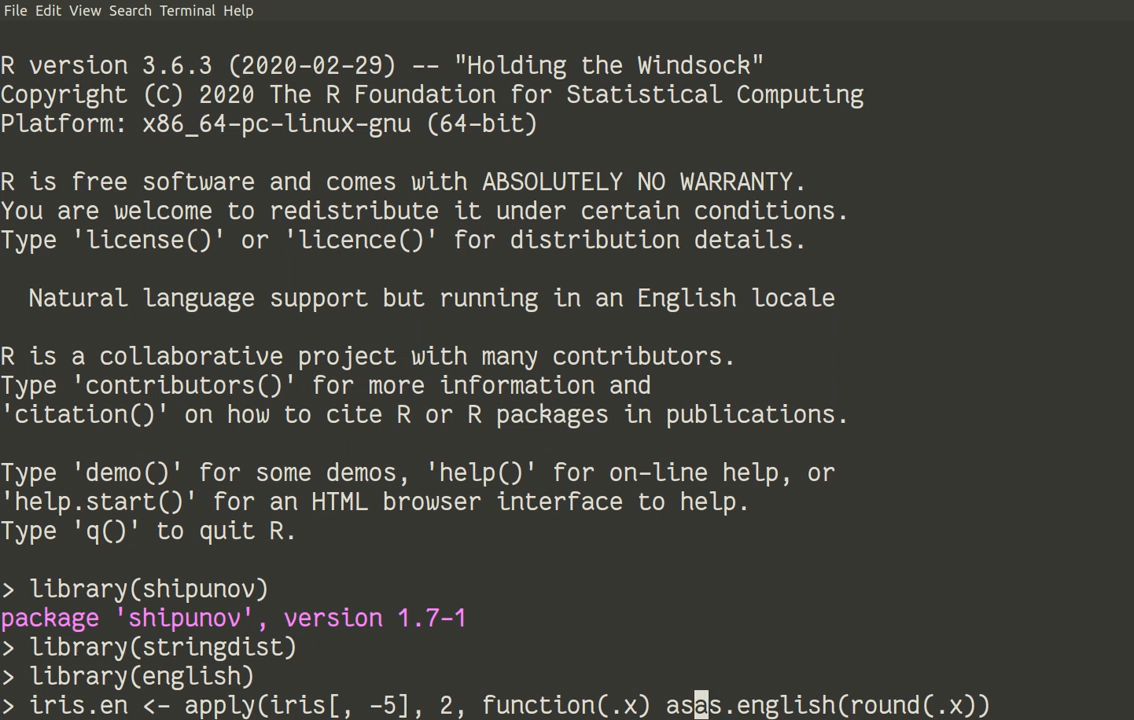 File Edit View Search Terminal Help
R version 3.6.3 (2020-02-29) -- "Holding the Windsock"
Copyright (C) 2020 The R Foundation for Statistical Computing
Platform: x86_64-pc-linux-gnu (64-bit)
R is free software and comes with ABSOLUTELY NO WARRANTY.
You are welcome to redistribute it under certain conditions.
Type 'license()' or 'licence()' for distribution details.
Natural language support but running in an English locale
R is a collaborative project with many contributors.
Type 'contributors()' for more information and
'citation()' on how to cite R or R packages in publications.
Type 'demo()' for some demos, 'help()' for on-line help, or
'help.start()' for an HTML browser interface to help.
Type 'q()' to quit R.
> library(shipunov)
package 'shipunov', version 1.7-1
> library(stringdist)
> library(english)
> iris.en <- apply(iris[, -5], 2, function(.x) asas.english(round(.x))